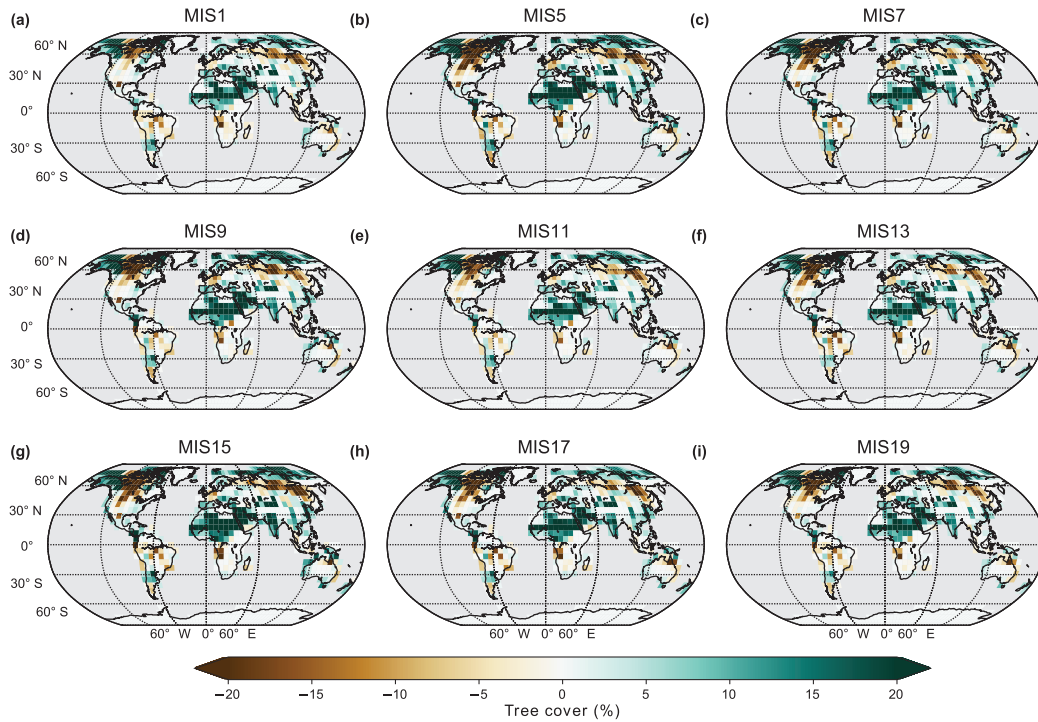 (a) MIS1 (b) MIS5 (c) MIS7
60° N
30° N
0°
30° S
60° S
(d) MIS9 (e) MIS11 (f) MIS13
60° N
30° N
0°
30° S
60° S
(g) MIS15 (h) MIS17 (i) MIS19
60° N
30° N
0°
30° S
60° S
60° W 0° 60° E 60° W 0° 60° E 60° W 0° 60° E
−20 −15 −10 −5 0 5 10 15 20
Tree cover (%)